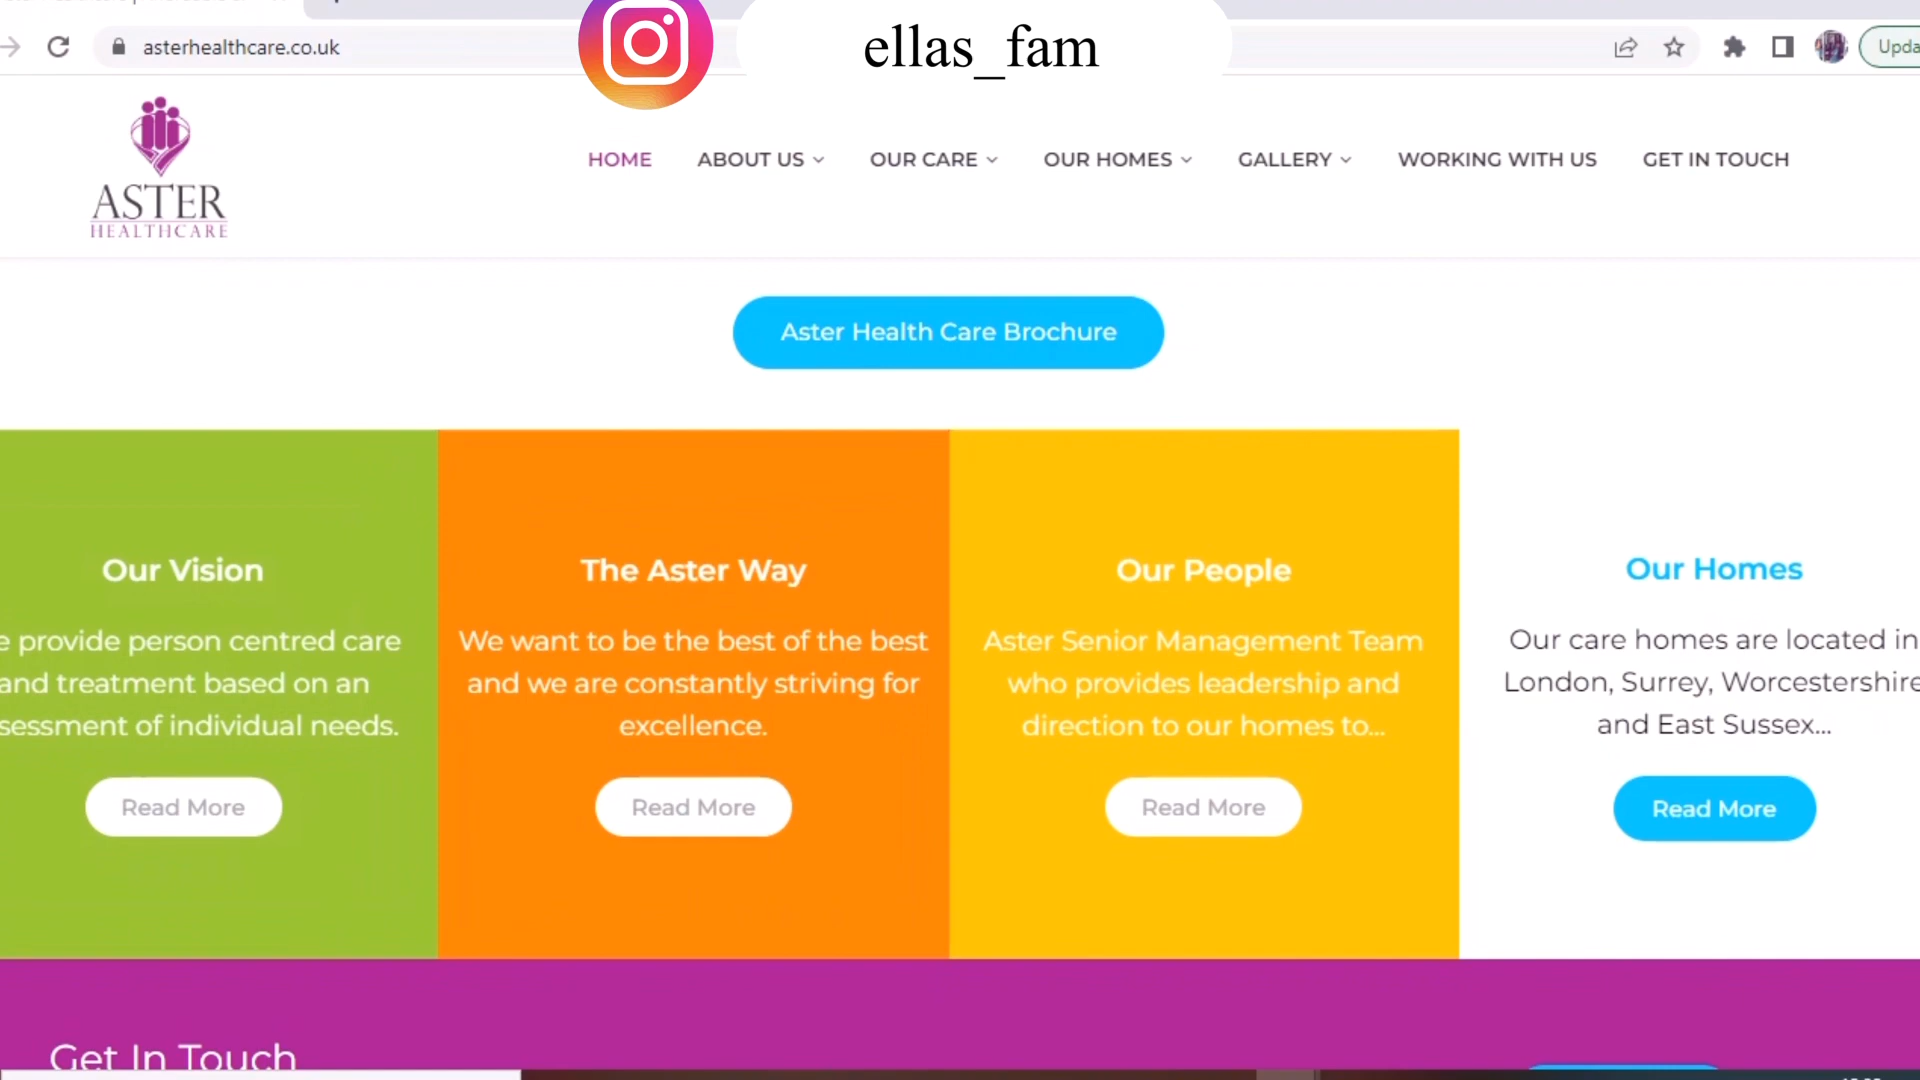 asterhealthcare.co.uk
ellas_fam
Upda
ASTER
HEALTHCARE
HOME
ABOUT US
OUR CARE
OUR HOMES
GALLERY
WORKING WITH US
GET IN TOUCH
Aster Health Care Brochure
Our Vision
e provide person centred care
and treatment based on an
sessment of individual needs.
Read More
The Aster Way
We want to be the best of the best
and we are constantly striving for
excellence.
Read More
Our People
Aster Senior Management Team
who provides leadership and
direction to our homes to...
Read More
Our Homes
Our care homes are located in
London, Surrey, Worcestershire
and East Sussex...
Read More
Get In Touch